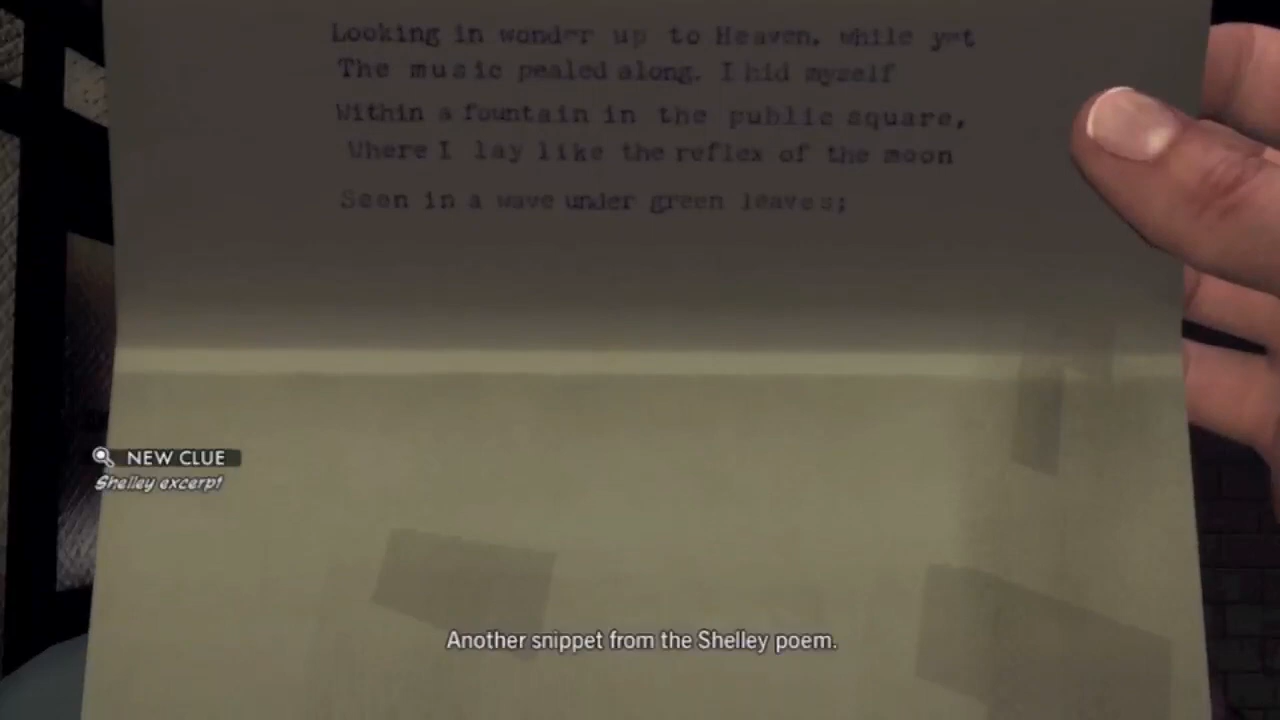 Looking in wonder up to Heaven, while yet
The music pealed along. I hid myself
Within a fountain in the public square,
Where I lay like the reflex of the moon
Seen in a wave under green leaves;
NEW CLUE
Shelley excerpt
Another snippet from the Shelley poem.